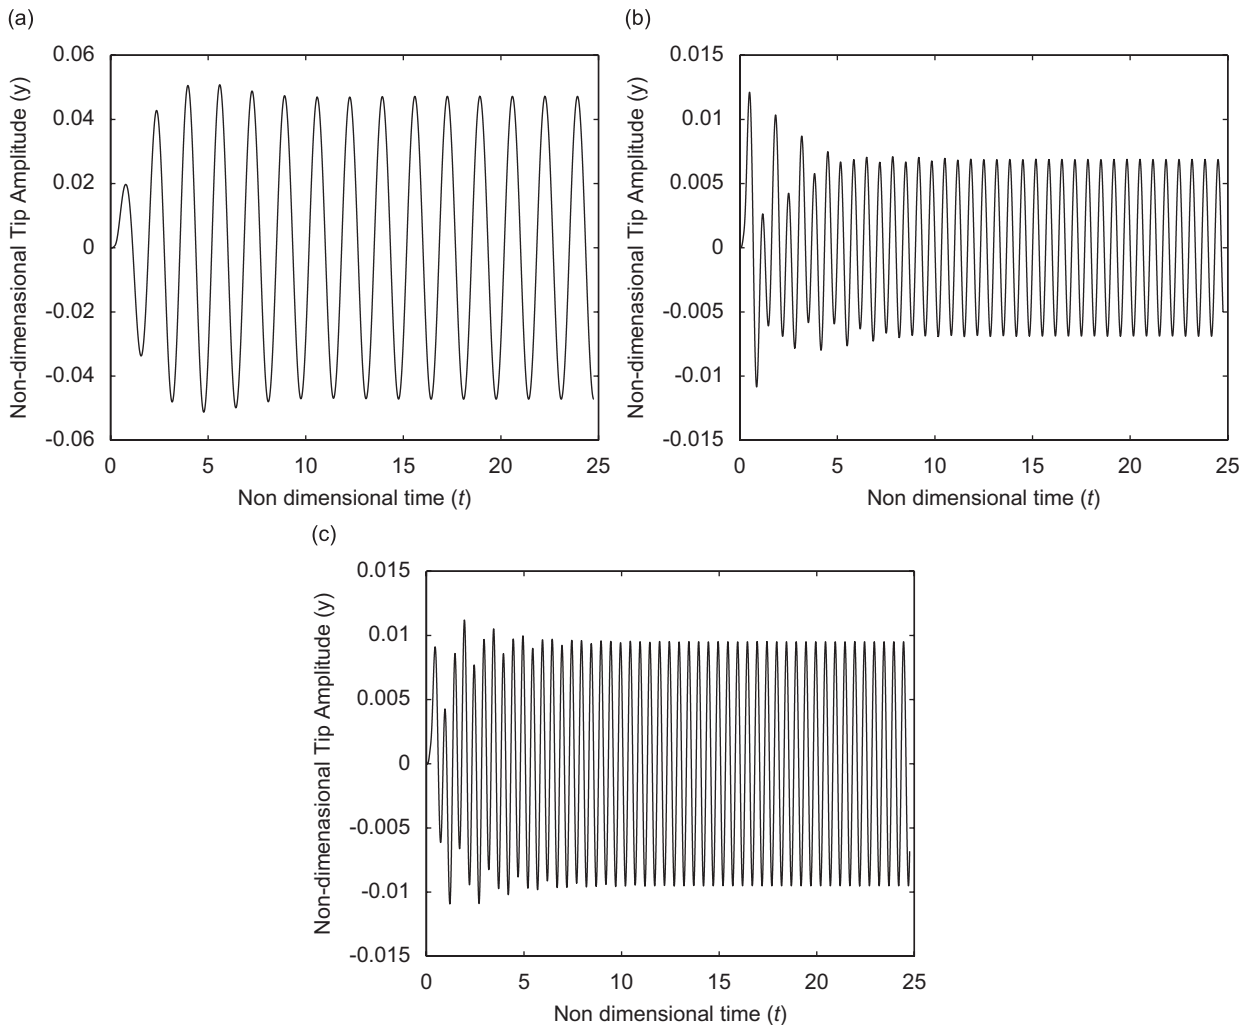 (a)
0.06
0.04
0.02
0
-0.02
-0.04
-0.06
Non-dimenasional Tip Amplitude (y)
0 5 10 15 20 25
Non dimensional time (t)
(b)
0.015
0.01
0.005
0
-0.005
-0.01
-0.015
Non-dimenasional Tip Amplitude (y)
0 5 10 15 20 25
Non dimensional time (t)
(c)
0.015
0.01
0.005
0
-0.005
-0.01
-0.015
Non-dimenasional Tip Amplitude (y)
0 5 10 15 20 25
Non dimensional time (t)